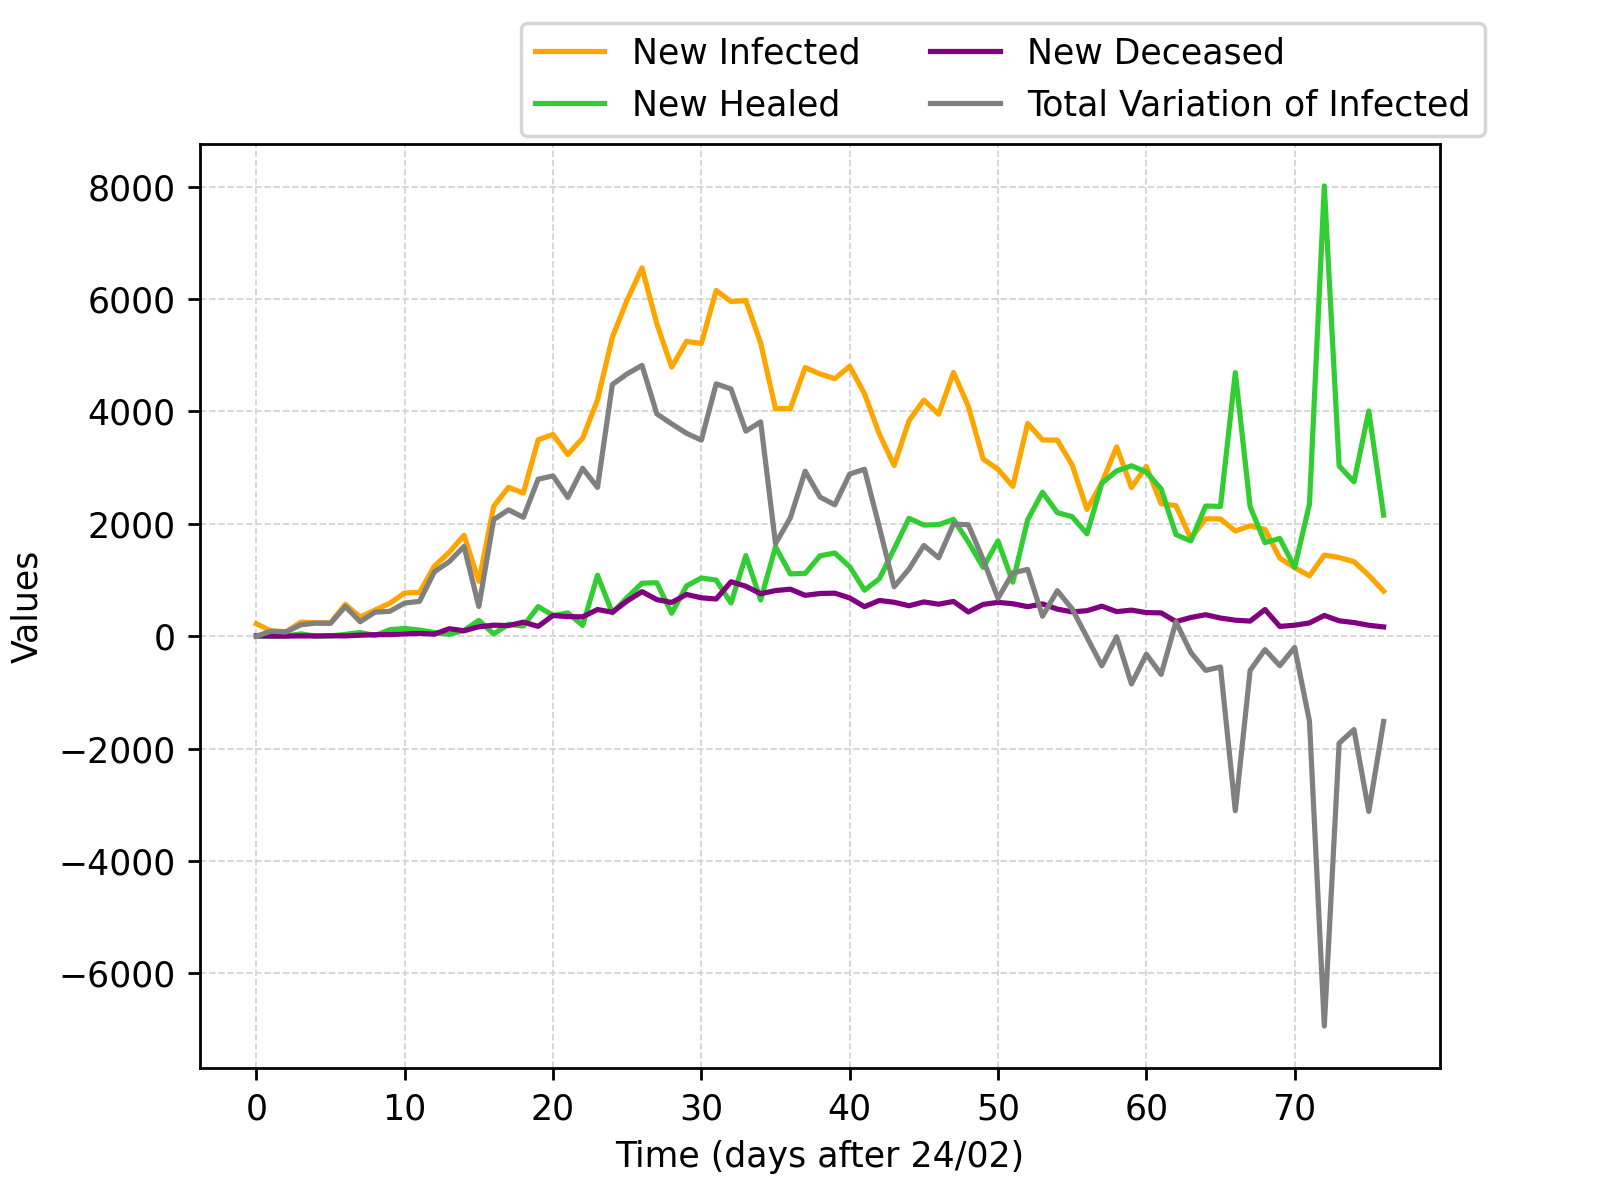 New Infected
New Healed
New Deceased
Total Variation of Infected
Values
8000
6000
4000
2000
0
−2000
−4000
−6000
0 10 20 30 40 50 60 70
Time (days after 24/02)